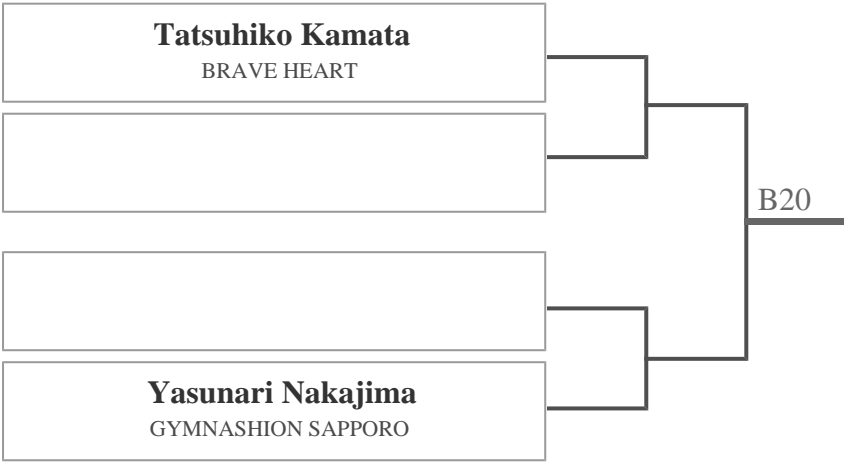 Tatsuhiko Kamata
BRAVE HEART
B20
Yasunari Nakajima
GYMNASHION SAPPORO